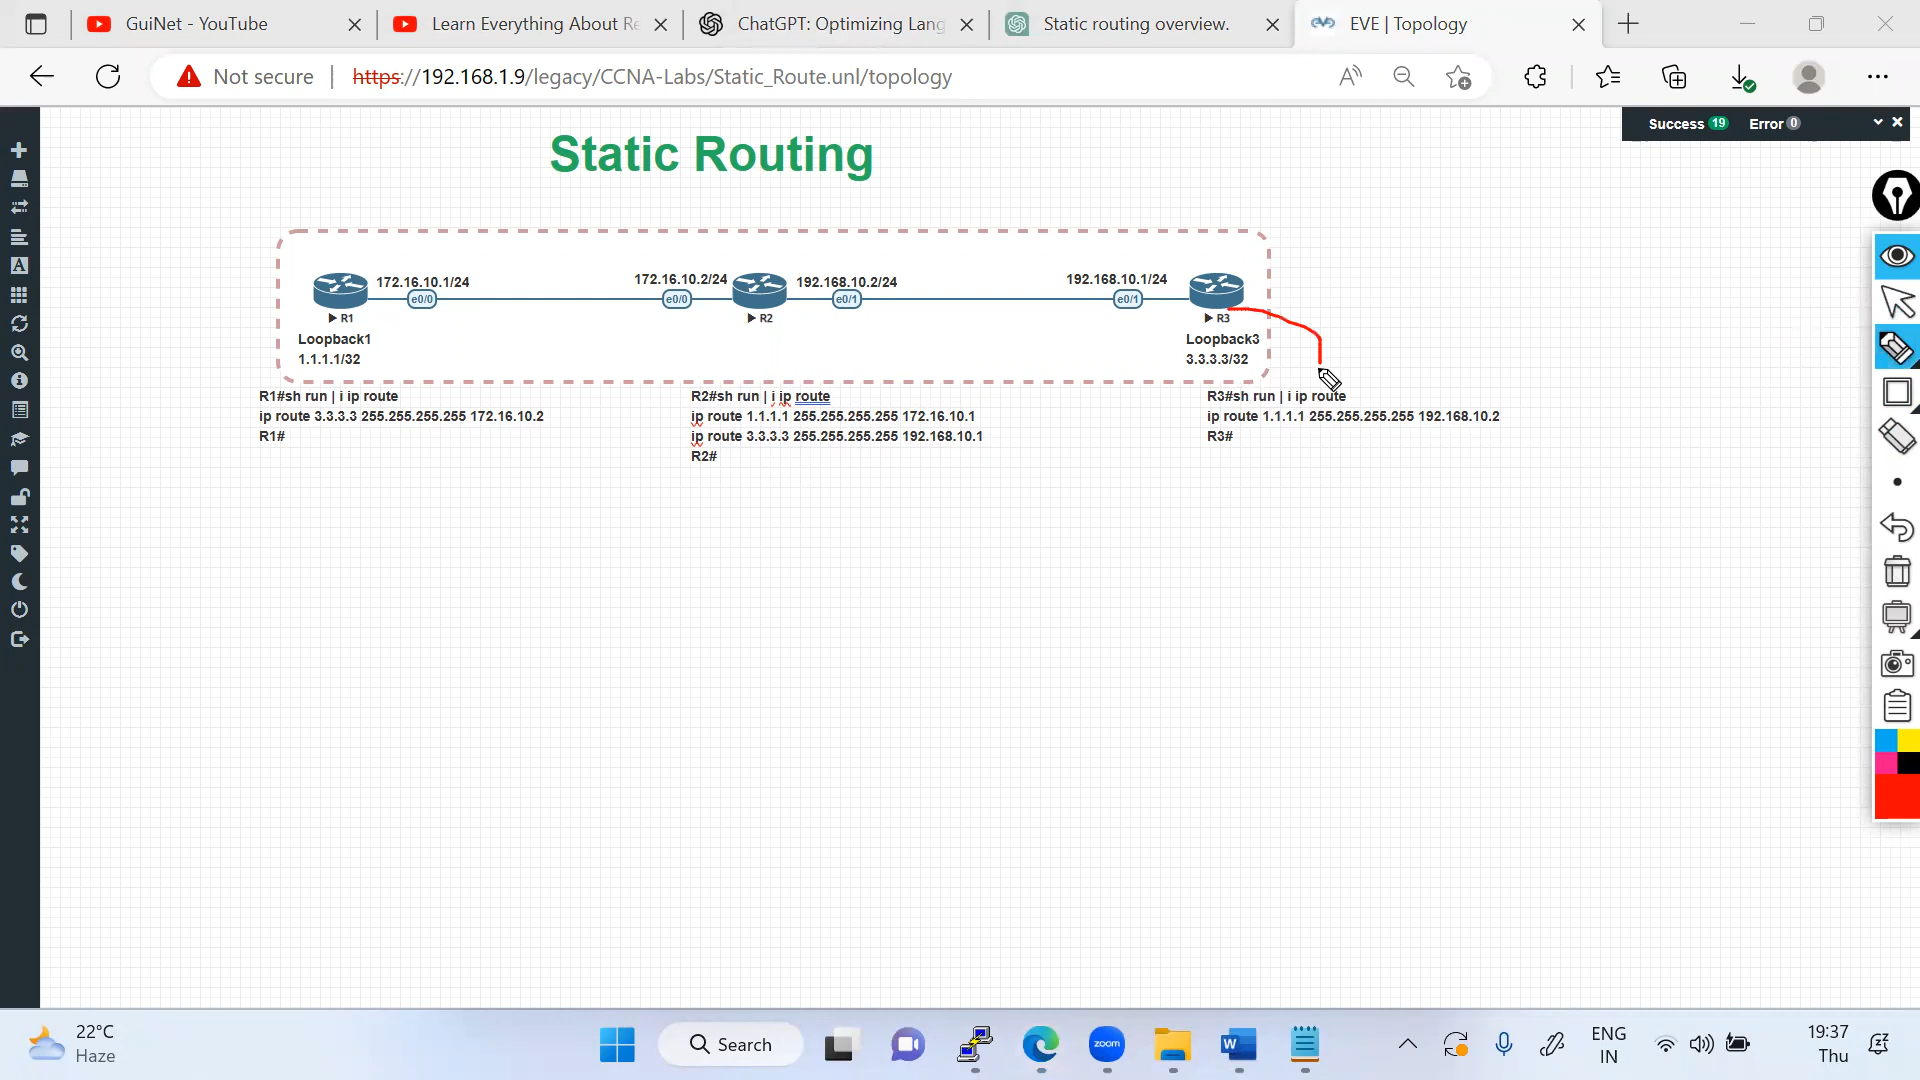 GuiNet - YouTube
Learn Everything About Re
ChatGPT: Optimizing Lang
Static routing overview.
EVE | Topology
Not secure
https://192.168.1.9/legacy/CCNA-Labs/Static_Route.unl/topology
Success 19 Error 0
Static Routing
172.16.10.1/24
172.16.10.2/24
192.168.10.2/24
192.168.10.1/24
e0/0
e0/0
e0/1
e0/1
R1
R2
R3
Loopback1
1.1.1.1/32
Loopback3
3.3.3.3/32
R1#sh run | i ip route
ip route 3.3.3.3 255.255.255.255 172.16.10.2
R1#
R2#sh run | i ip route
ip route 1.1.1.1 255.255.255.255 172.16.10.1
ip route 3.3.3.3 255.255.255.255 192.168.10.1
R2#
R3#sh run | i ip route
ip route 1.1.1.1 255.255.255.255 192.168.10.2
R3#
22°C
Haze
Search
zoom
ENG
IN
19:37
Thu